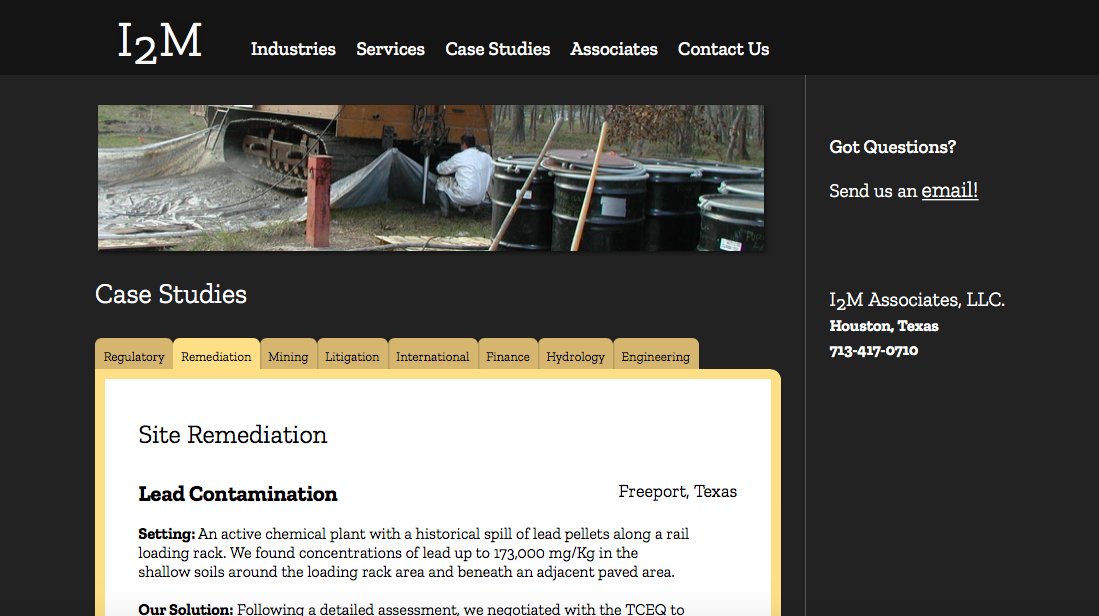 I2M
Industries Services Case Studies Associates Contact Us
Got Questions?
Send us an email!
I2M Associates, LLC.
Houston, Texas
713-417-0710
Case Studies
Regulatory Remediation Mining Litigation International Finance Hydrology Engineering
Site Remediation
Lead Contamination
Freeport, Texas
Setting: An active chemical plant with a historical spill of lead pellets along a rail
loading rack. We found concentrations of lead up to 173,000 mg/Kg in the
shallow soils around the loading rack area and beneath an adjacent paved area.
Our Solution: Following a detailed assessment, we negotiated with the TCEQ to